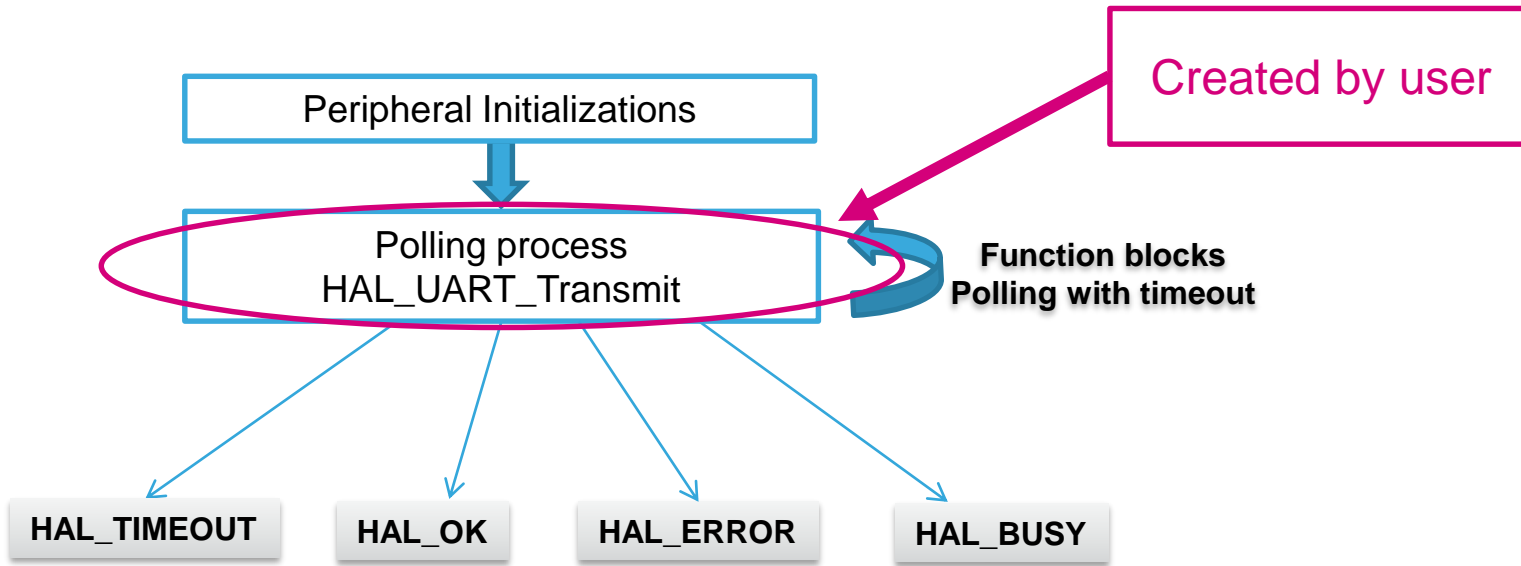 Created by user
Peripheral Initializations
Polling process
HAL_UART_Transmit
Function blocks
Polling with timeout
HAL_TIMEOUT
HAL_OK
HAL_ERROR
HAL_BUSY